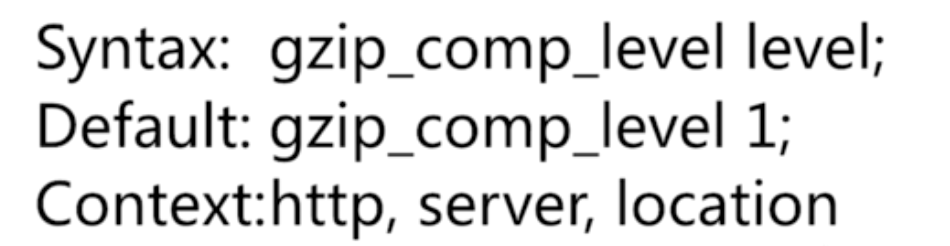 Syntax:  gzip_comp_level level;
Default: gzip_comp_level 1;
Context:http, server, location